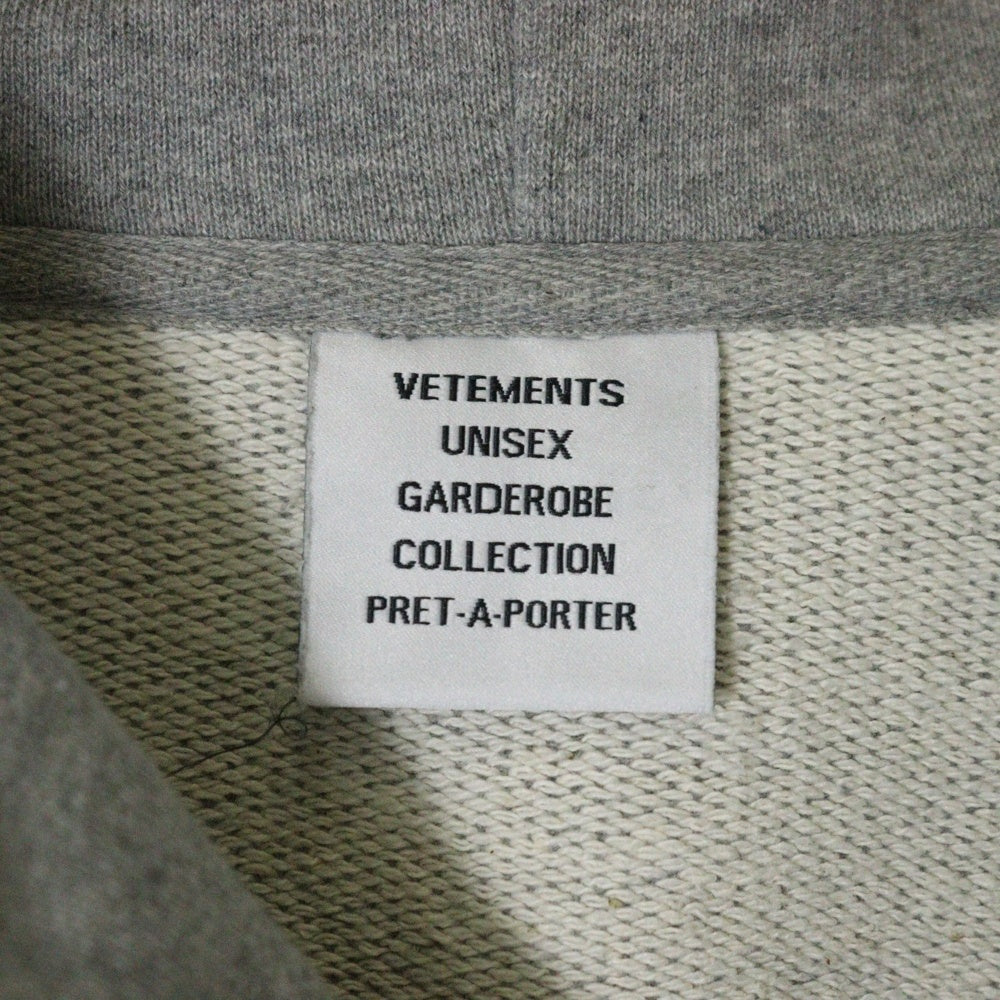 VETEMENTS
UNISEX
GARDEROBE
COLLECTION
PRET-A-PORTER